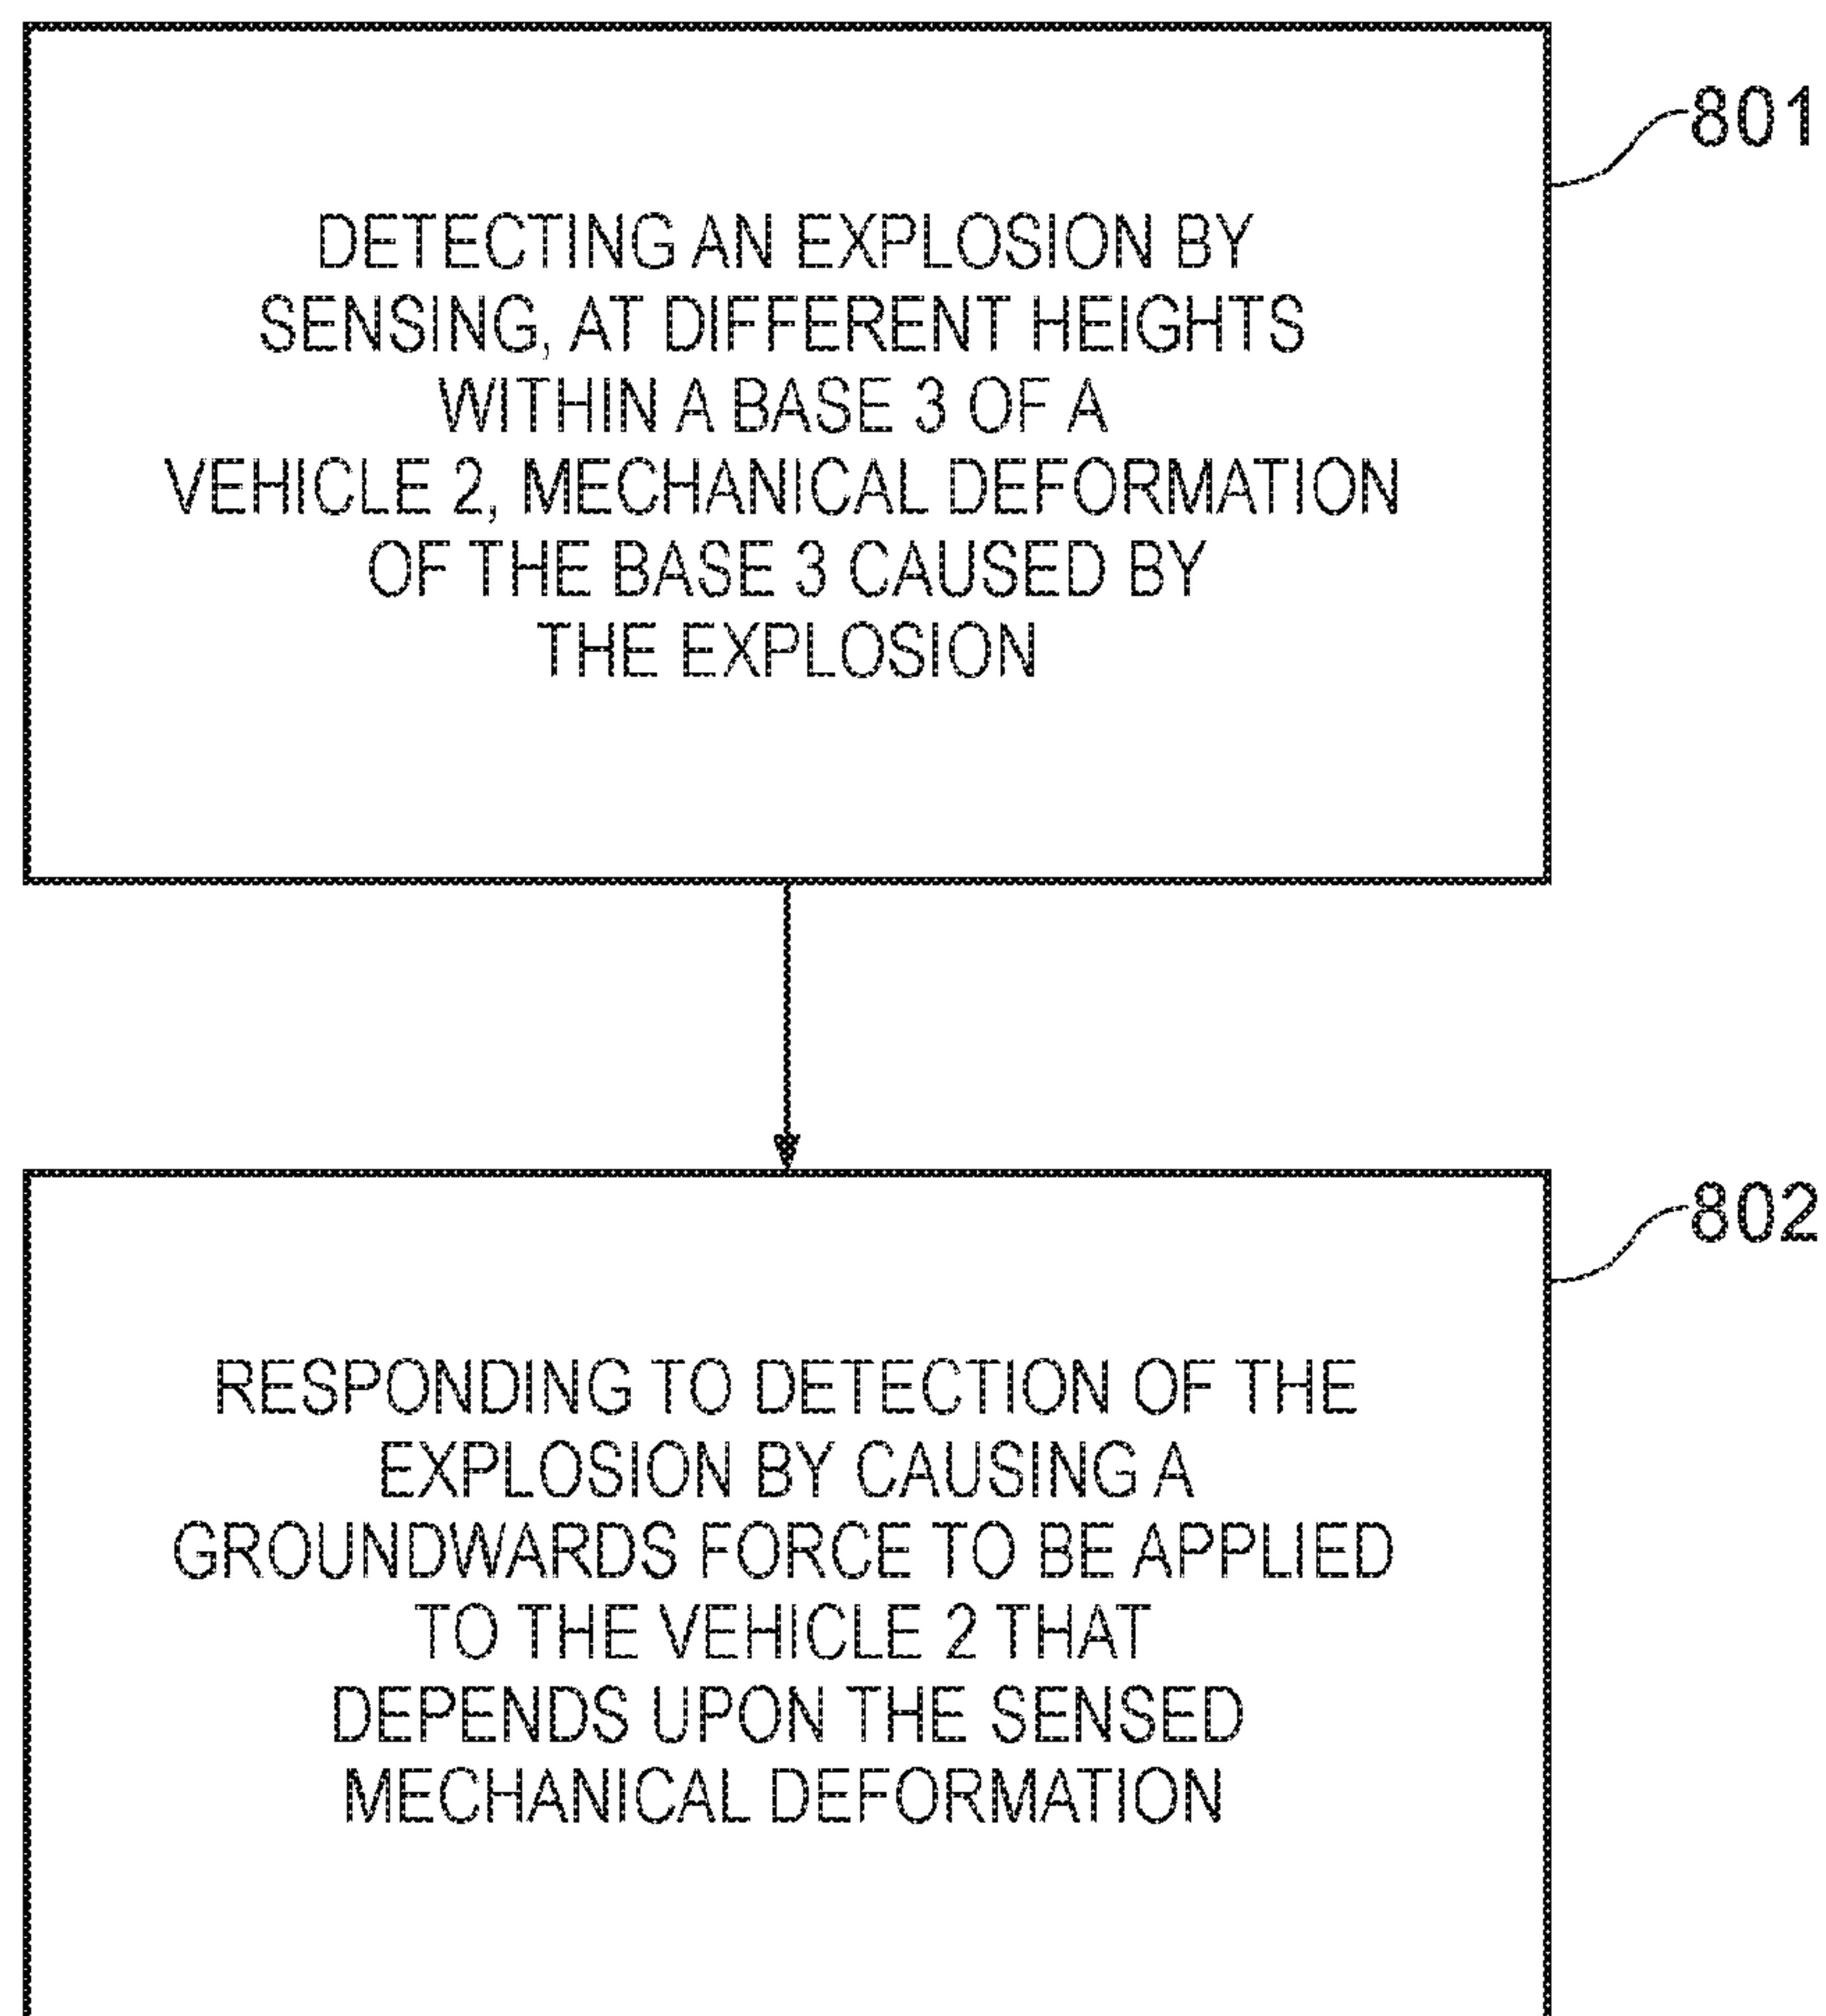 801
DETECTING AN EXPLOSION BY
SENSING, AT DIFFERENT HEIGHTS
WITHIN A BASE 3 OF A
VEHICLE 2, MECHANICAL DEFORMATION
OF THE BASE 3 CAUSED BY
THE EXPLOSION
802
RESPONDING TO DETECTION OF THE
EXPLOSION BY CAUSING A
GROUNDWARDS FORCE TO BE APPLIED
TO THE VEHICLE 2 THAT
DEPENDS UPON THE SENSED
MECHANICAL DEFORMATION